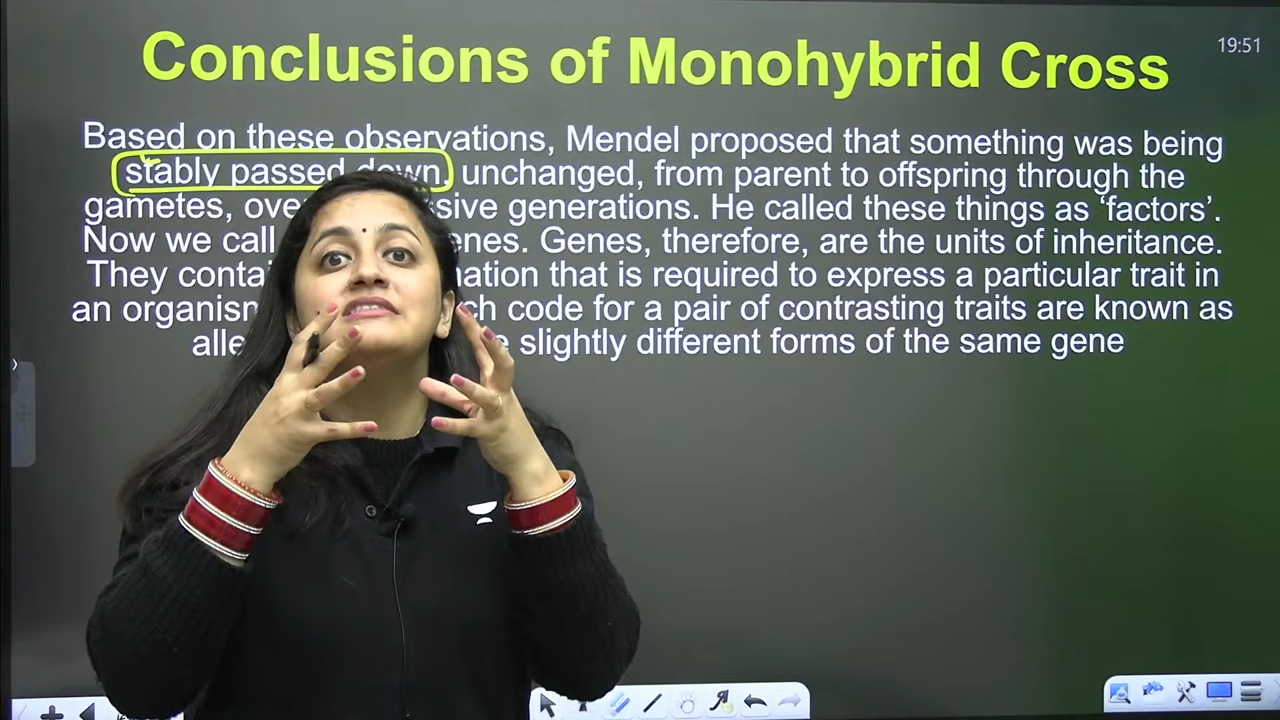 19:51
Conclusions of Monohybrid Cross
Based on these observations, Mendel proposed that something was being
stably passed down, unchanged, from parent to offspring through the
gametes, over sive generations. He called these things as ‘factors’.
Now we call enes. Genes, therefore, are the units of inheritance.
They contai mation that is required to express a particular trait in
an organism ch code for a pair of contrasting traits are known as
alle e slightly different forms of the same gene